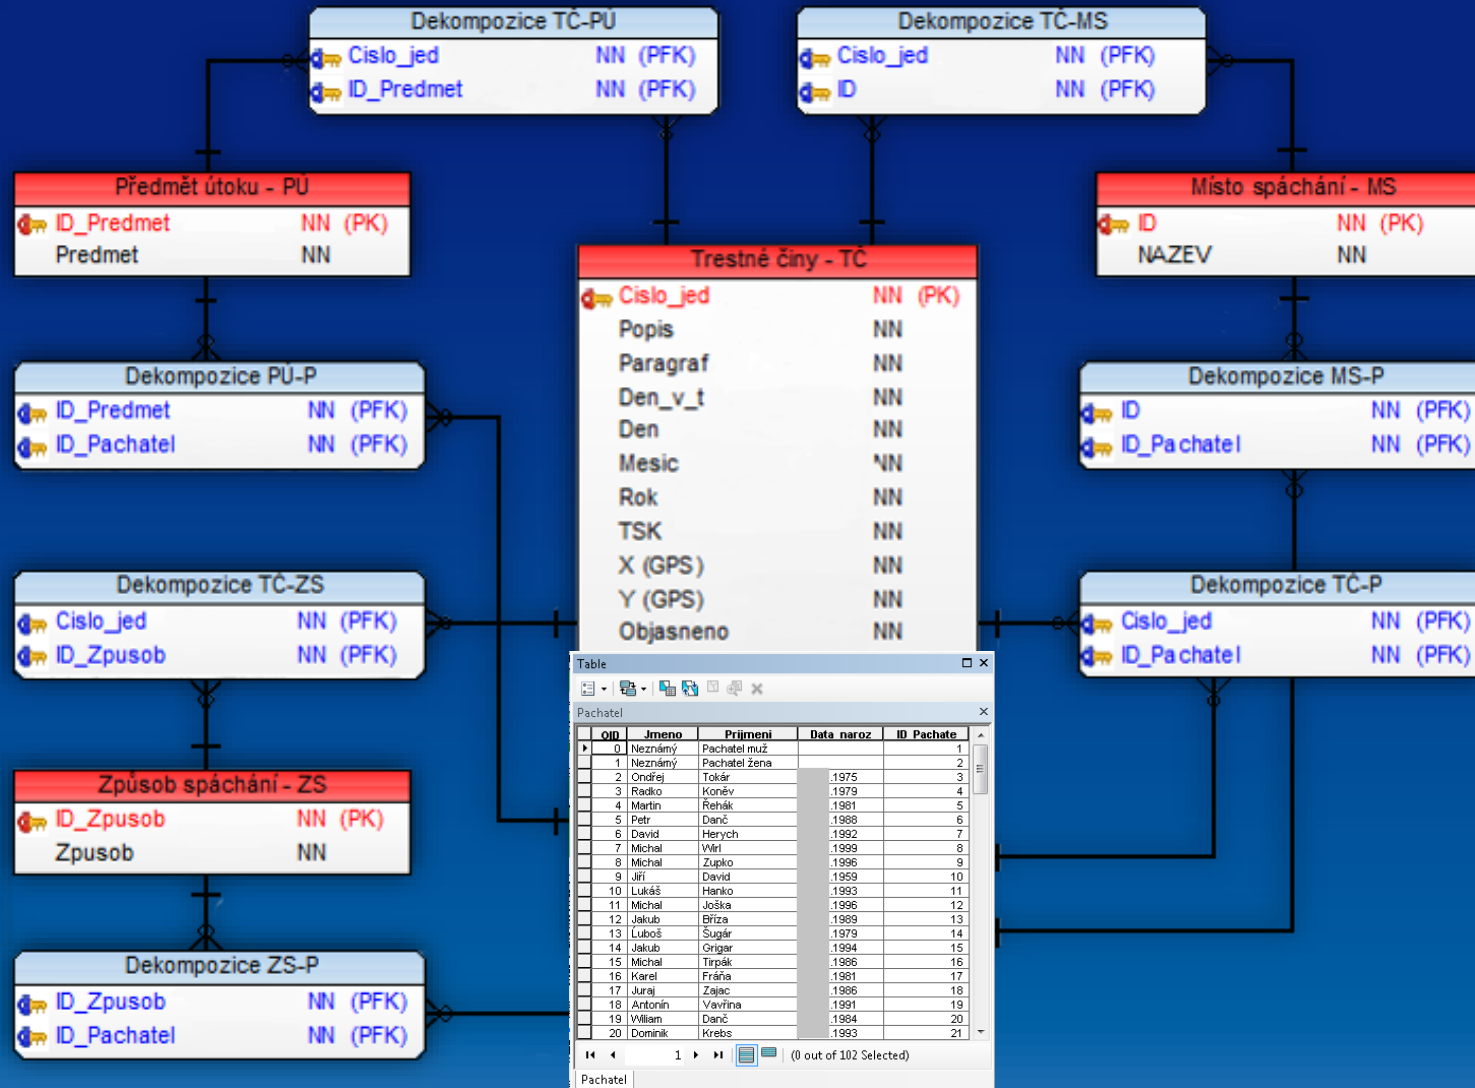 Dekompozice TČ-PÚ
Cislo_jed NN (PFK)
ID_Predmet NN (PFK)
Dekompozice TČ-MS
Cislo_jed NN (PFK)
ID NN (PFK)
Předmět útoku - PÚ
ID_Predmet NN (PK)
Predmet NN
Místo spáchání - MS
ID NN (PK)
NAZEV NN
Trestné činy - TČ
Cislo_jed NN (PK)
Popis NN
Paragraf NN
Den_v_t NN
Den NN
Mesic NN
Rok NN
TSK NN
X (GPS) NN
Y (GPS) NN
Objasneno NN
Dekompozice PÚ-P
ID_Predmet NN (PFK)
ID_Pachatel NN (PFK)
Dekompozice MS-P
ID NN (PFK)
ID_Pachatel NN (PFK)
Dekompozice TČ-ZS
Cislo_jed NN (PFK)
ID_Zpusob NN (PFK)
Dekompozice TČ-P
Cislo_jed NN (PFK)
ID_Pachatel NN (PFK)
Způsob spáchání - ZS
ID_Zpusob NN (PK)
Zpusob NN
Dekompozice ZS-P
ID_Zpusob NN (PFK)
ID_Pachatel NN (PFK)
Table
Pachatel
OID Jmeno Prijmeni Data_naroz ID_Pachate
0 Neznámý Pachatel muž 1
1 Neznámý Pachatel žena 2
2 Ondřej Tokár .1975 3
3 Radko Koněv .1979 4
4 Martin Řehák .1981 5
5 Petr Danč .1988 6
6 David Herych .1992 7
7 Michal Wirl .1999 8
8 Michal Zupko .1996 9
9 Jiří David .1959 10
10 Lukáš Hanko .1993 11
11 Michal Joška .1996 12
12 Jakub Bříza .1989 13
13 Ĺuboš Šugár .1979 14
14 Jakub Grigar .1994 15
15 Michal Tirpák .1986 16
16 Karel Fráňa .1981 17
17 Juraj Zajac .1986 18
18 Antonín Vavřina .1991 19
19 Wiliam Danč .1984 20
20 Dominik Krebs .1993 21
1 (0 out of 102 Selected)
Pachatel